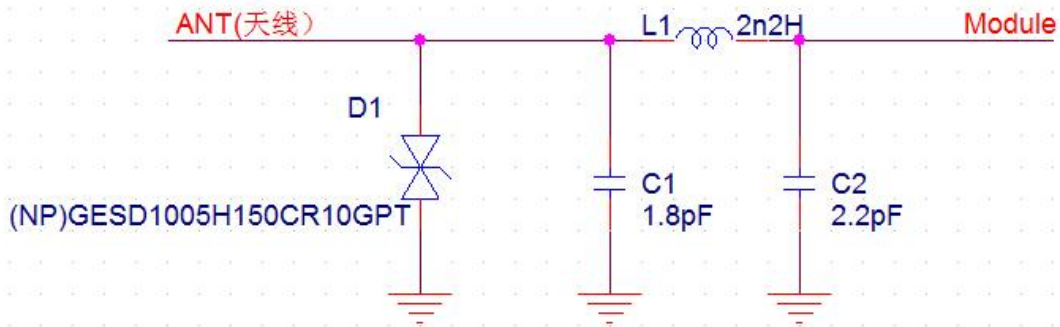 ANT(天线）
L1
2n2H
Module
D1
(NP)GESD1005H150CR10GPT
C1
1.8pF
C2
2.2pF